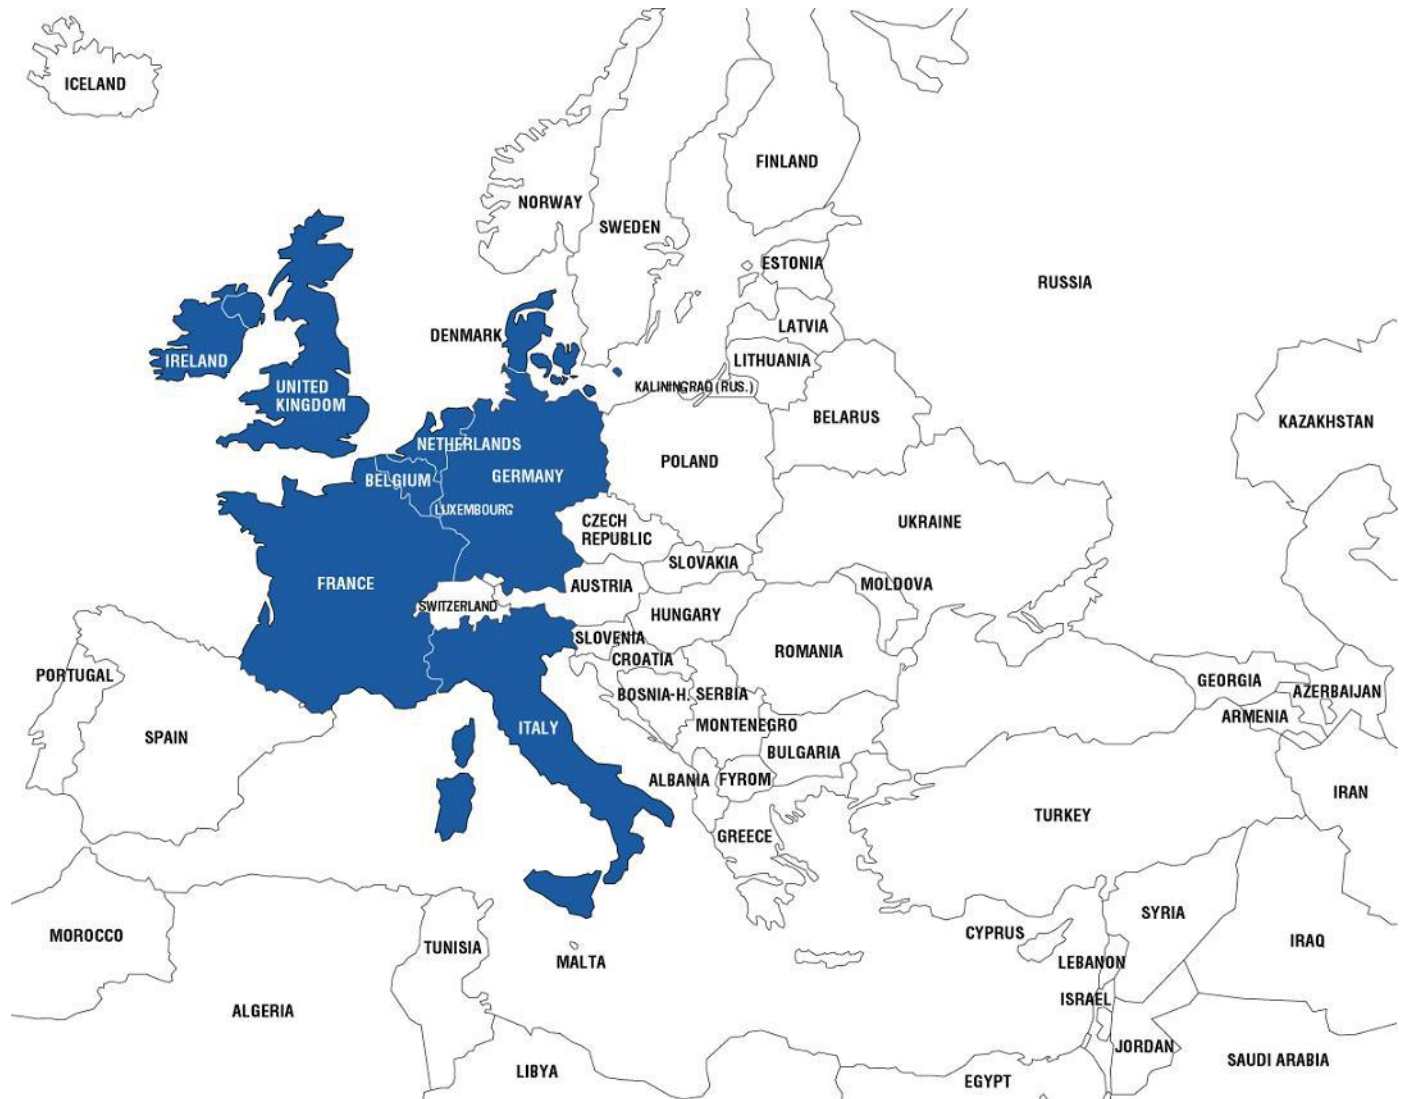 ICELAND
FINLAND
NORWAY
SWEDEN
ESTONIA
RUSSIA
LATVIA
DENMARK
LITHUANIA
IRELAND
UNITED
KINGDOM
KALININGRAD (RUS.)
BELARUS
KAZAKHSTAN
NETHERLANDS
POLAND
BELGIUM
GERMANY
LUXEMBOURG
CZECH
REPUBLIC
UKRAINE
SLOVAKIA
FRANCE
AUSTRIA
MOLDOVA
SWITZERLAND
HUNGARY
SLOVENIA
ROMANIA
CROATIA
PORTUGAL
GEORGIA
BOSNIA-H.
SERBIA
AZERBAIJAN
ARMENIA
MONTENEGRO
ITALY
SPAIN
BULGARIA
ALBANIA
FYROM
IRAN
TURKEY
GREECE
SYRIA
CYPRUS
MOROCCO
IRAQ
TUNISIA
MALTA
LEBANON
ISRAEL
ALGERIA
JORDAN
SAUDI ARABIA
LIBYA
EGYPT